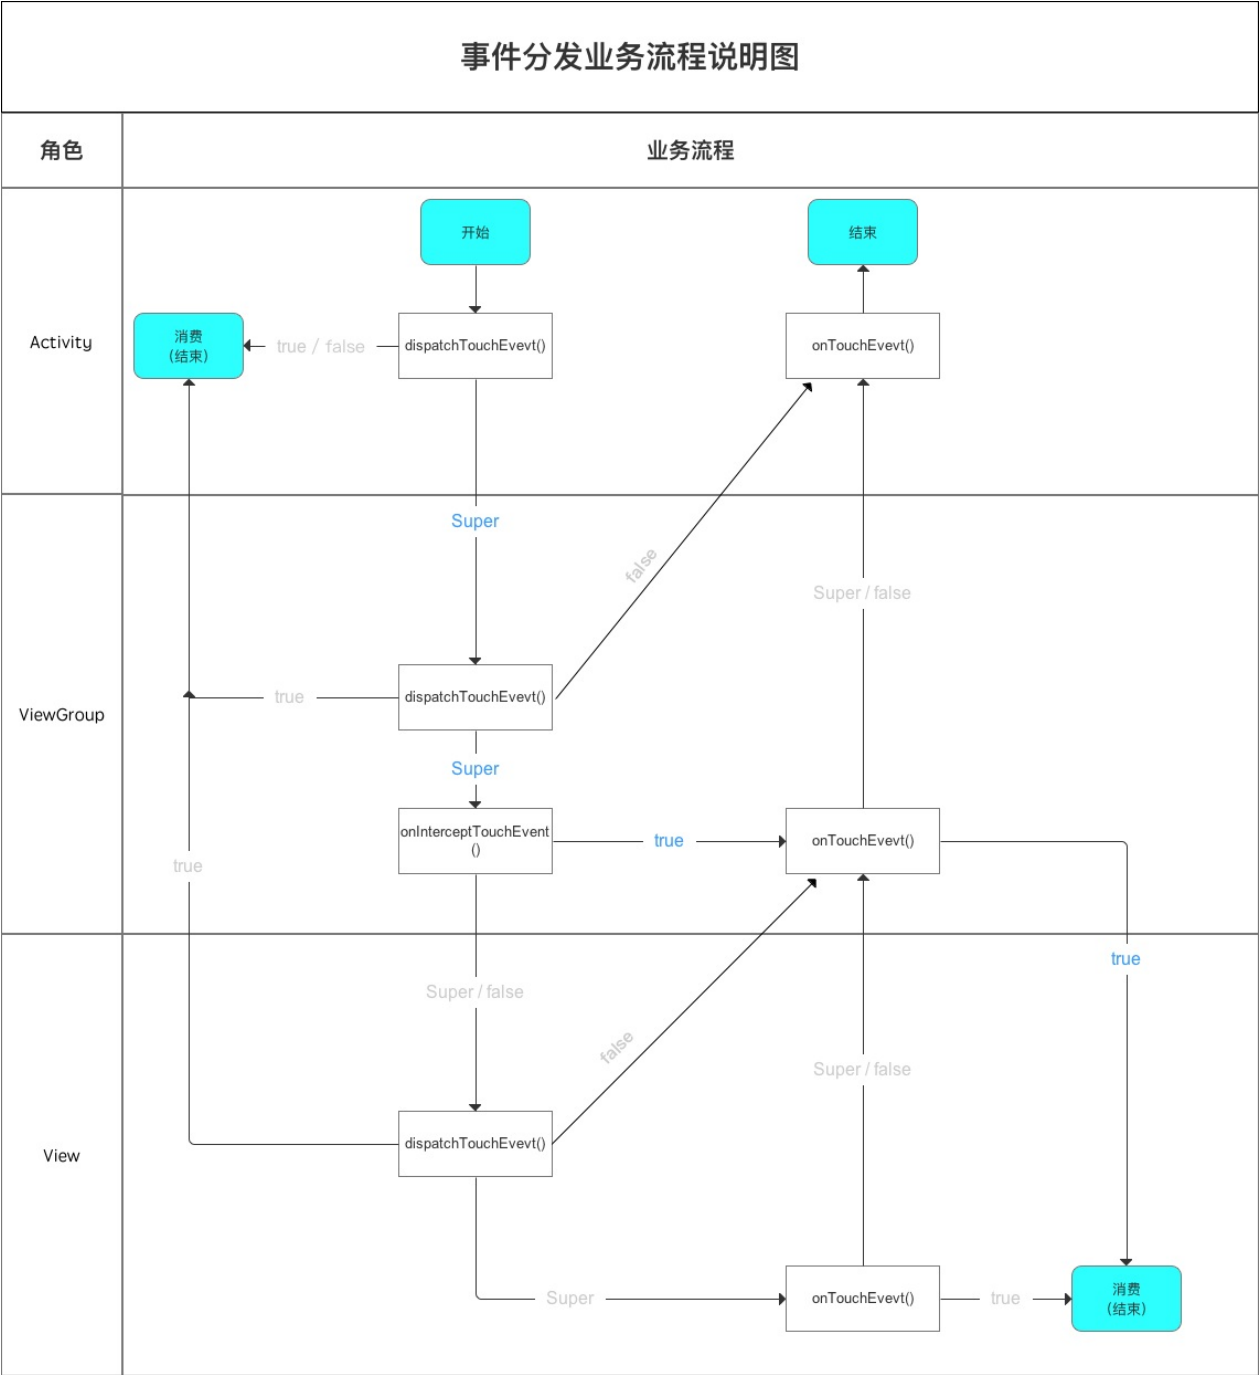 事件分发业务流程说明图
角色
业务流程
开始
结束
Activity
消费
(结束)
true / false
dispatchTouchEvevt()
onTouchEvevt()
Super
false
Super / false
ViewGroup
true
dispatchTouchEvevt()
Super
onInterceptTouchEvent
()
true
onTouchEvevt()
true
true
Super / false
false
Super / false
View
dispatchTouchEvevt()
Super
onTouchEvevt()
true
消费
(结束)